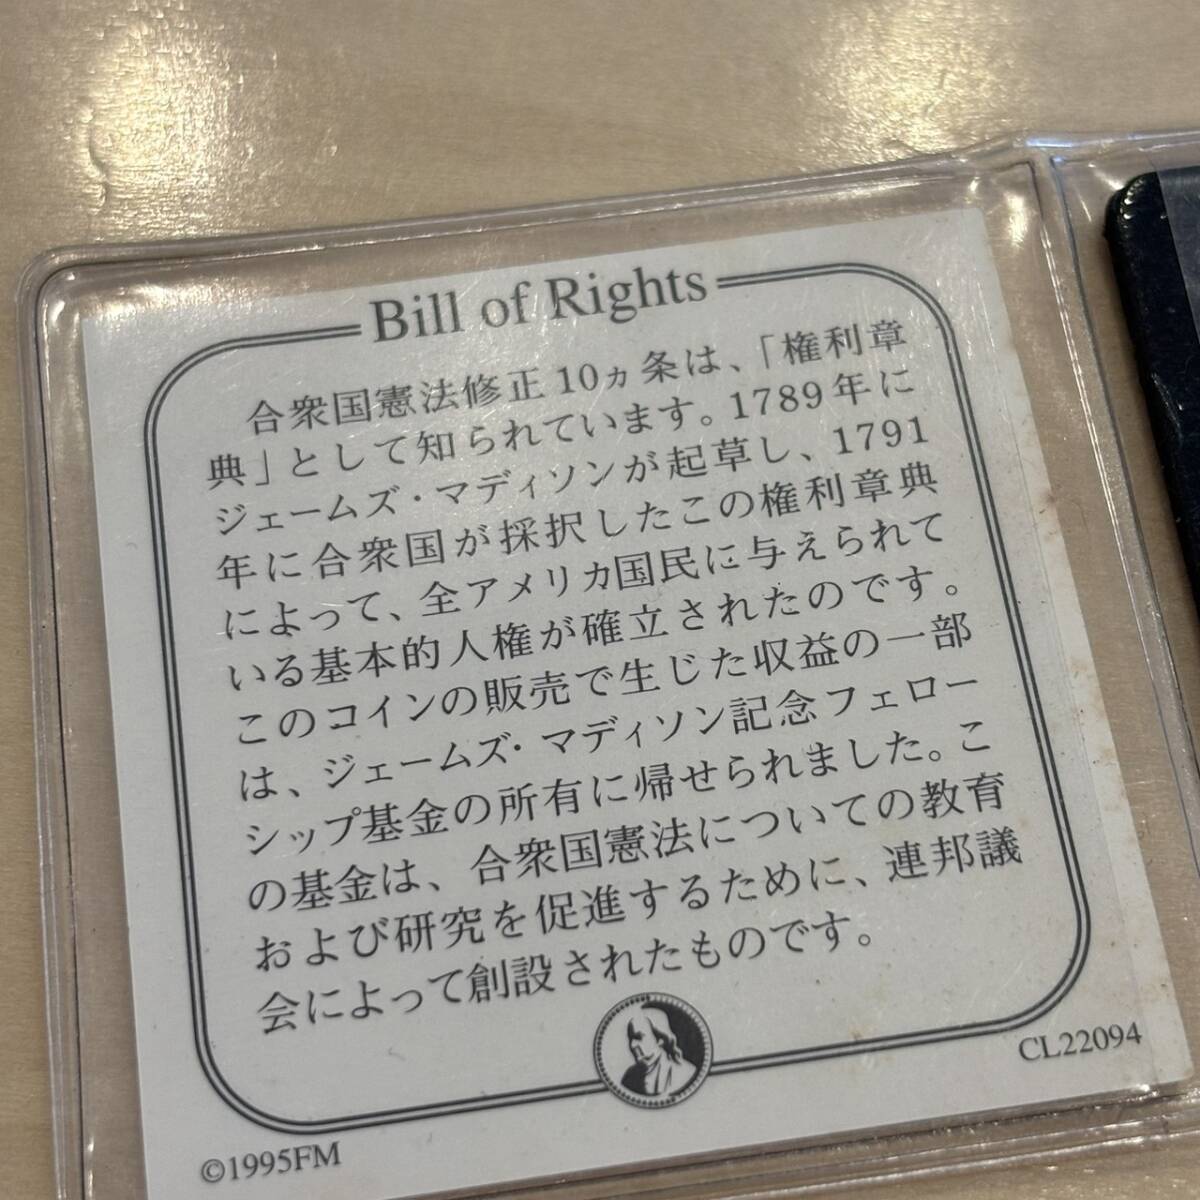 Bill of Rights
合衆国憲法修正10ヵ条は、「権利章
典」として知られています。1789年に
ジェームズ・マディソンが起草し、1791
年に合衆国が採択したこの権利章典
によって、全アメリカ国民に与えられて
いる基本的人権が確立されたのです。
このコインの販売で生じた収益の一部
は、ジェームズ・マディソン記念フェロー
シップ基金の所有に帰せられました。こ
の基金は、合衆国憲法についての教育
および研究を促進するために、連邦議
会によって創設されたものです。
CL22094
©1995FM